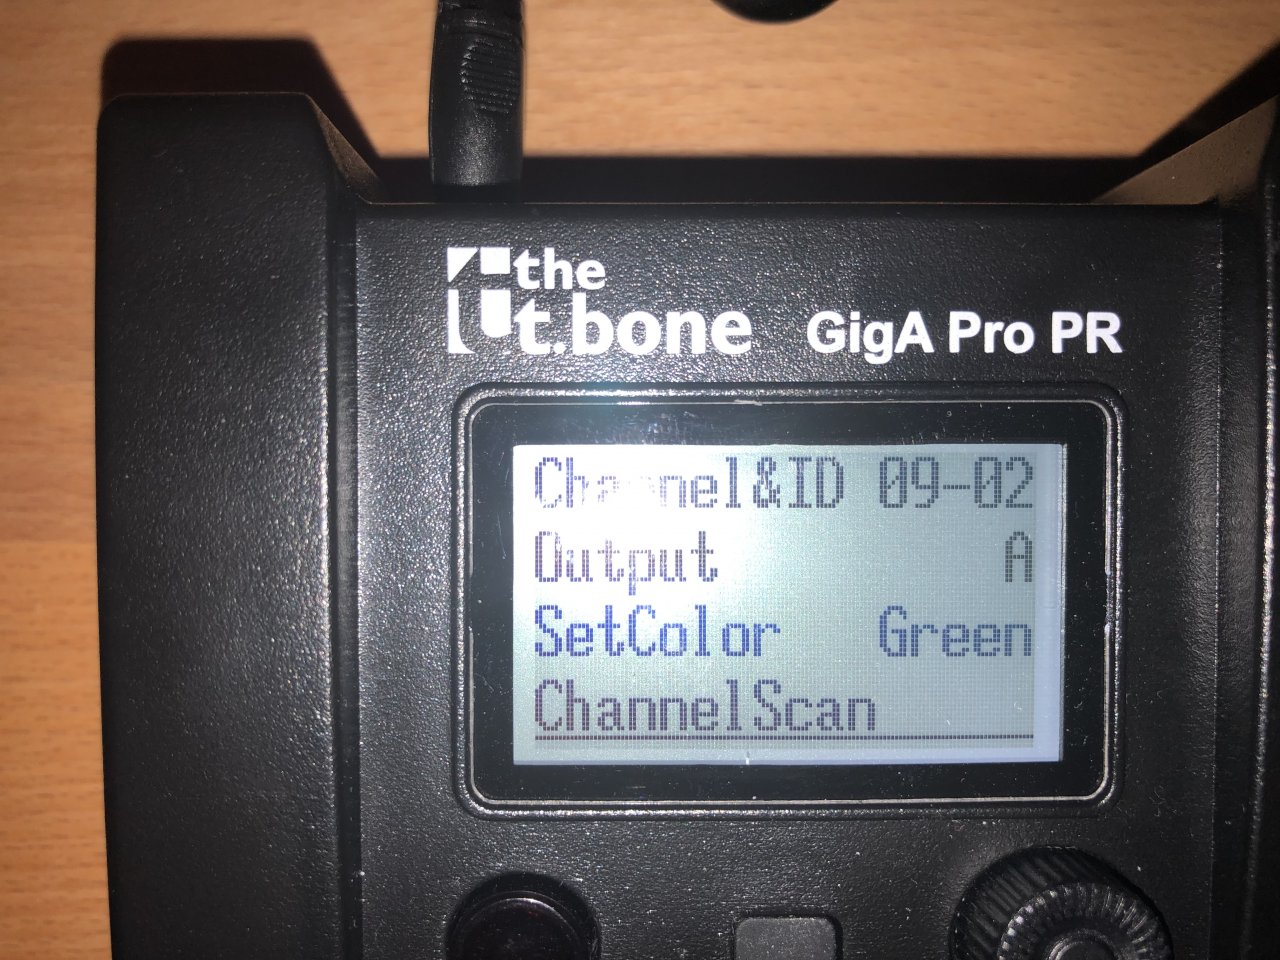 the
t.bone GigA Pro PR
Channel&ID 09-02
Output A
SetColor Green
ChannelScan